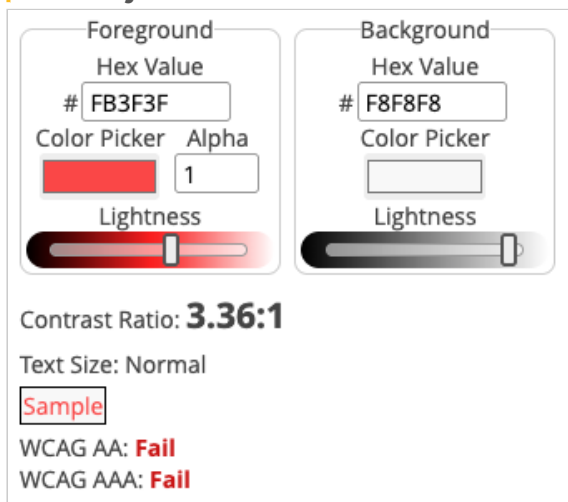 Foreground
Hex Value
# FB3F3F
Color Picker Alpha
1
Lightness
Background
Hex Value
# F8F8F8
Color Picker
Lightness
Contrast Ratio: 3.36:1
Text Size: Normal
Sample
WCAG AA: Fail
WCAG AAA: Fail